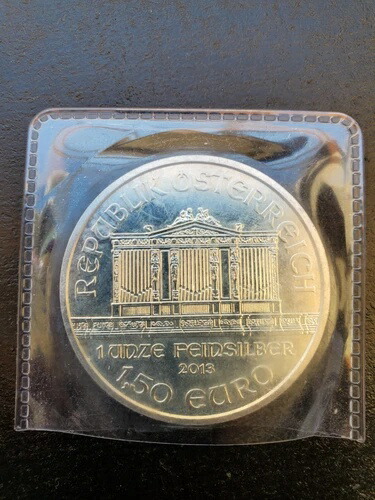 REPUBLIK ÖSTERREICH
1 UNZE FEINSILBER
2013
1,50 EURO